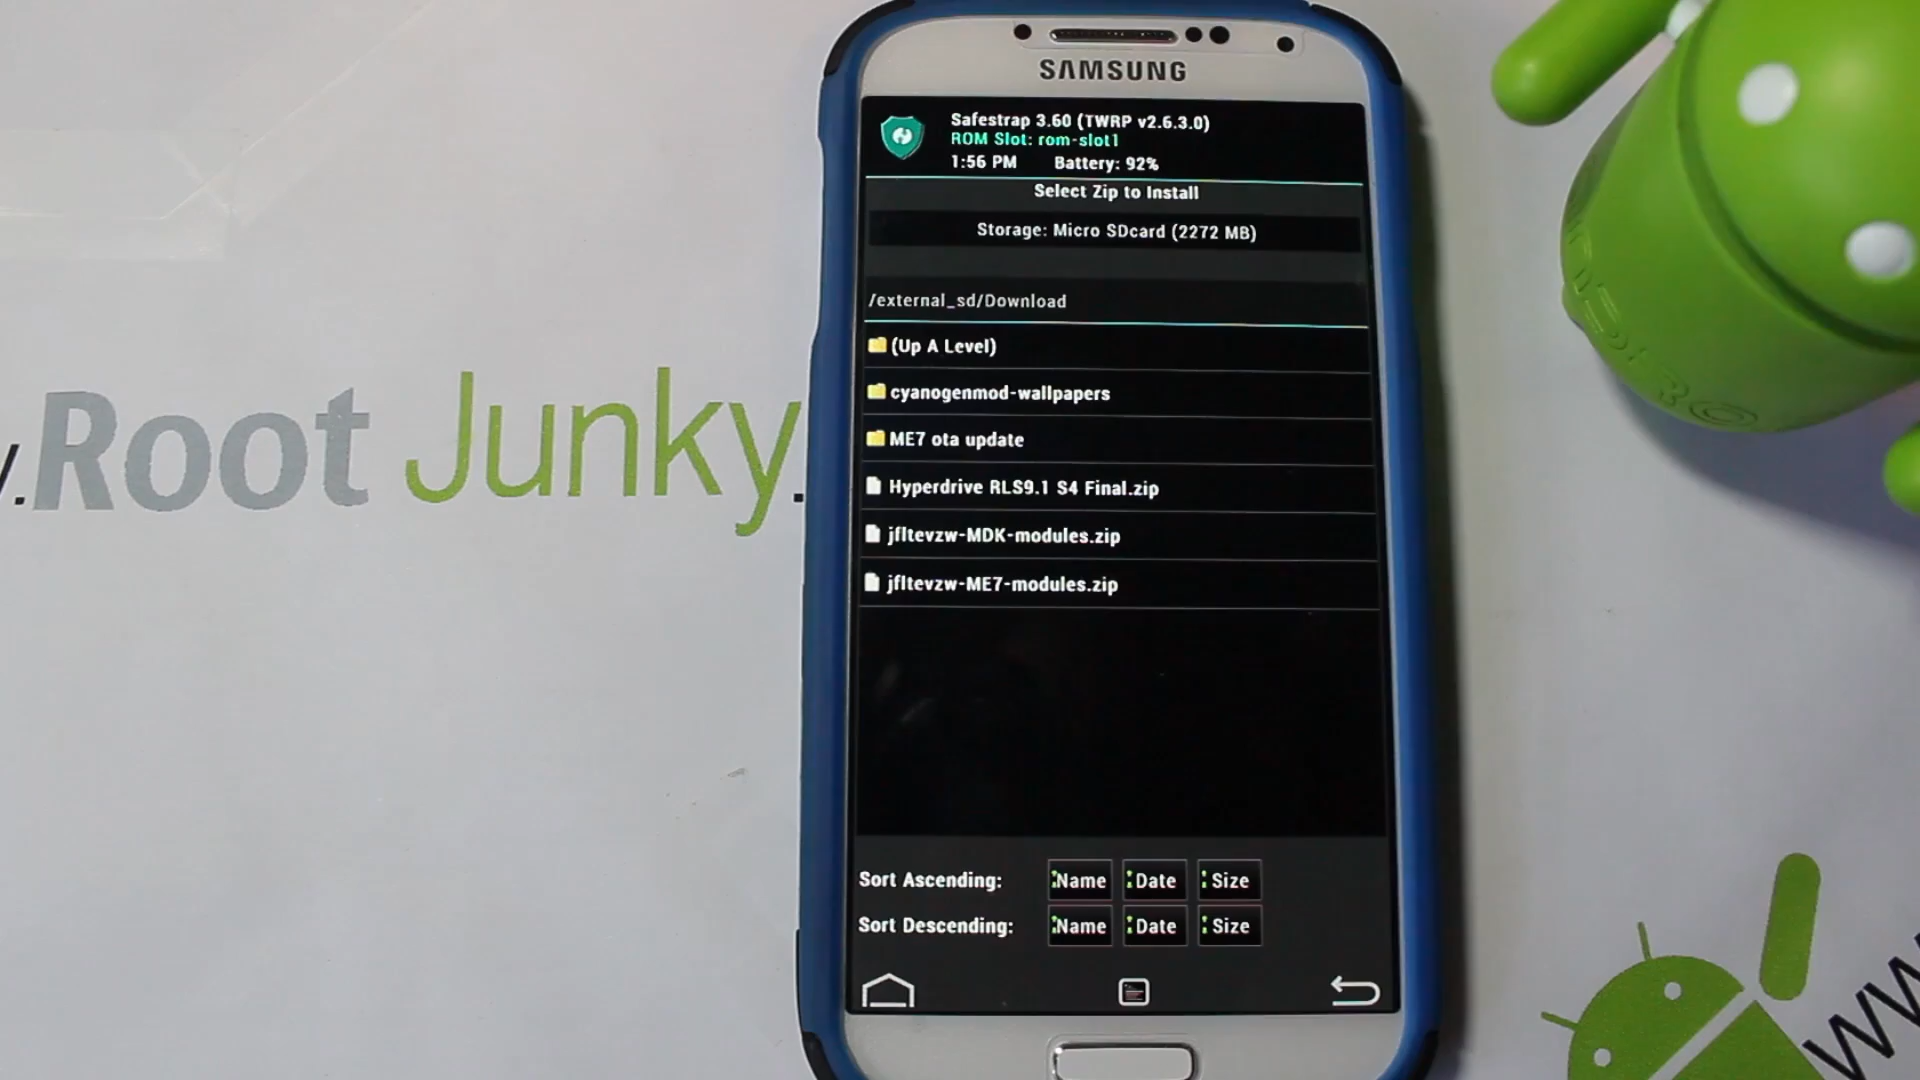 SAMSUNG
Safestrap 3.60 (TWRP v2.6.3.0)
ROM Slot: rom-slot1
1:56 PM Battery: 92%
Select Zip to Install
Storage: Micro SDcard (2272 MB)
/external_sd/Download
(Up A Level)
cyanogenmod-wallpapers
ME7 ota update
Hyperdrive RLS9.1 S4 Final.zip
jfltevzw-MDK-modules.zip
jfltevzw-ME7-modules.zip
Sort Ascending: Name Date Size
Sort Descending: Name Date Size
.Root Junky.